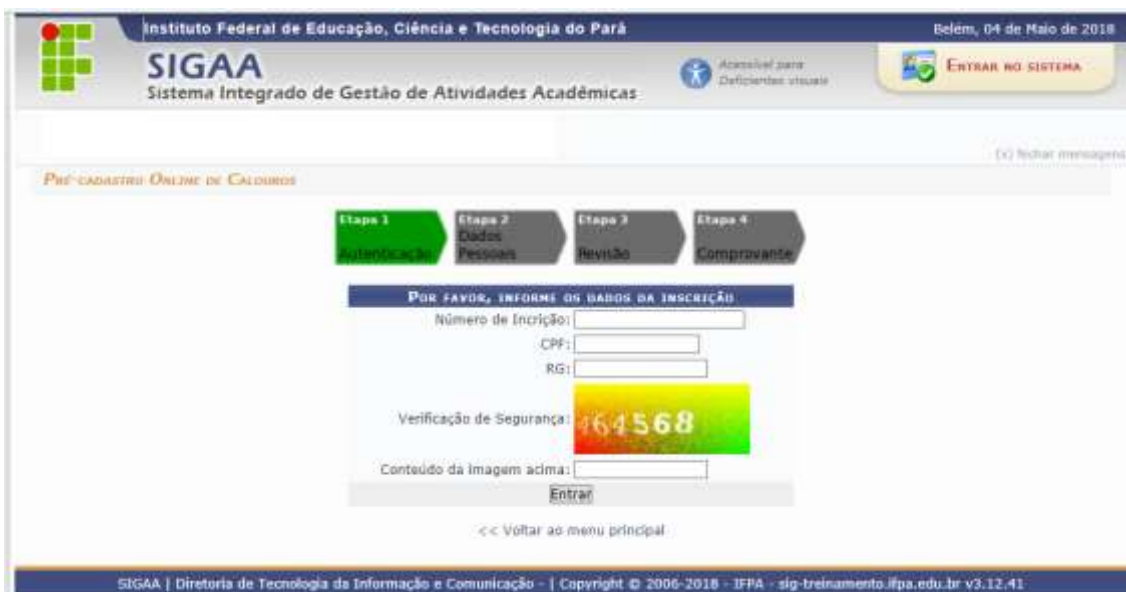 Instituto Federal de Educação, Ciência e Tecnologia do Pará
Belém, 04 de Maio de 2018
SIGAA
Sistema Integrado de Gestão de Atividades Acadêmicas
Acessível para
Deficientes visuais
ENTRAR NO SISTEMA
(x) fechar mensagens
PRÉ-CADASTRO ONLINE DE CALOUROS
Etapa 1
Autenticação
Etapa 2
Dados
Pessoais
Etapa 3
Revisão
Etapa 4
Comprovante
POR FAVOR, INFORME OS DADOS DA INSCRIÇÃO
Número de Incrição:
CPF:
RG:
Verificação de Segurança:
464568
Conteúdo da imagem acima:
Entrar
<< Voltar ao menu principal
SIGAA | Diretoria de Tecnologia da Informação e Comunicação - | Copyright © 2006-2018 - IFPA - sig-treinamento.ifpa.edu.br v3.12.41